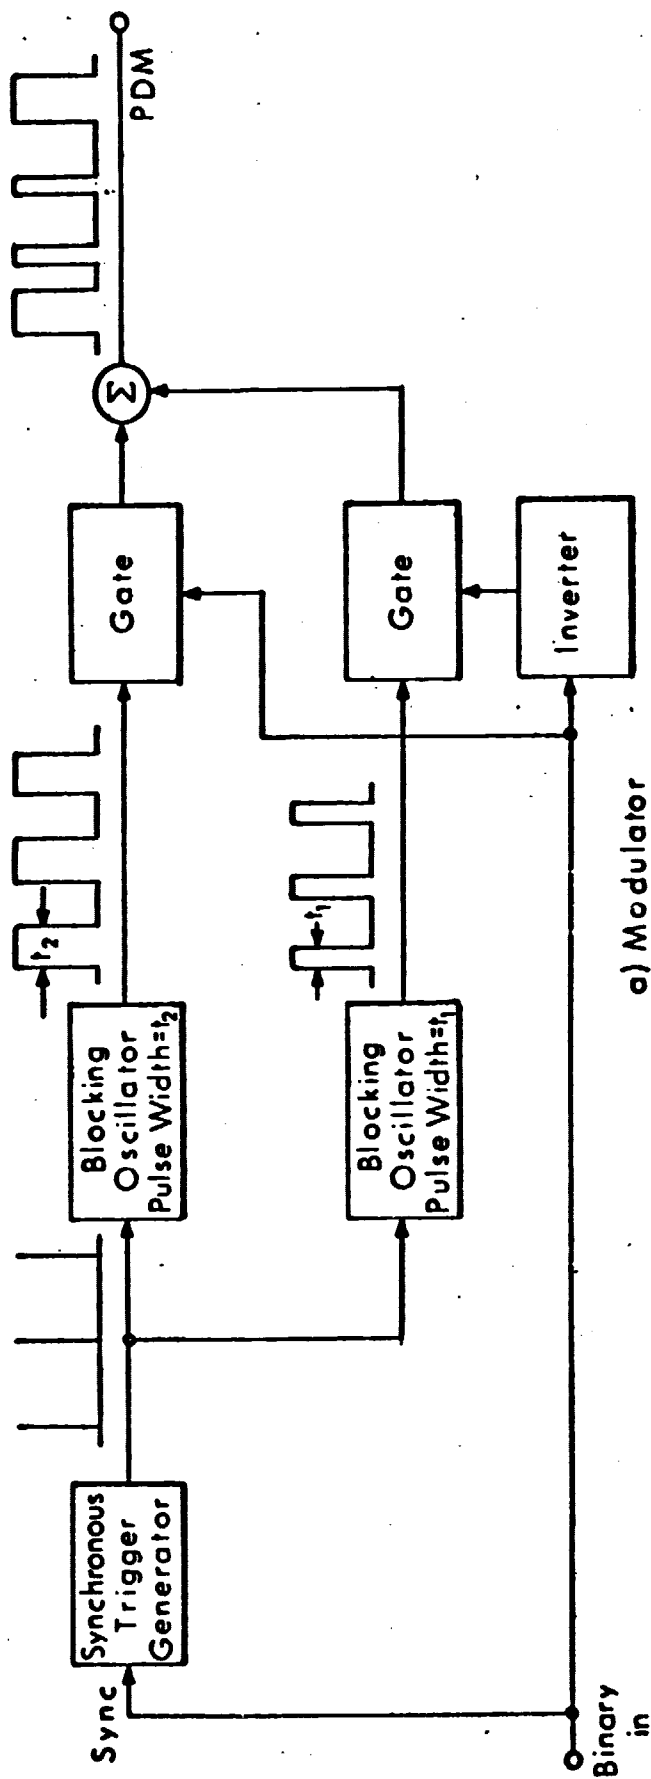 Binary
in
Sync
Synchronous
Trigger
Generator
Blocking
Oscillator
Pulse Width=t₂
t₂
Gate
Σ
PDM
Blocking
Oscillator
Pulse Width=t₁
t₁
Gate
Inverter
a) Modulator